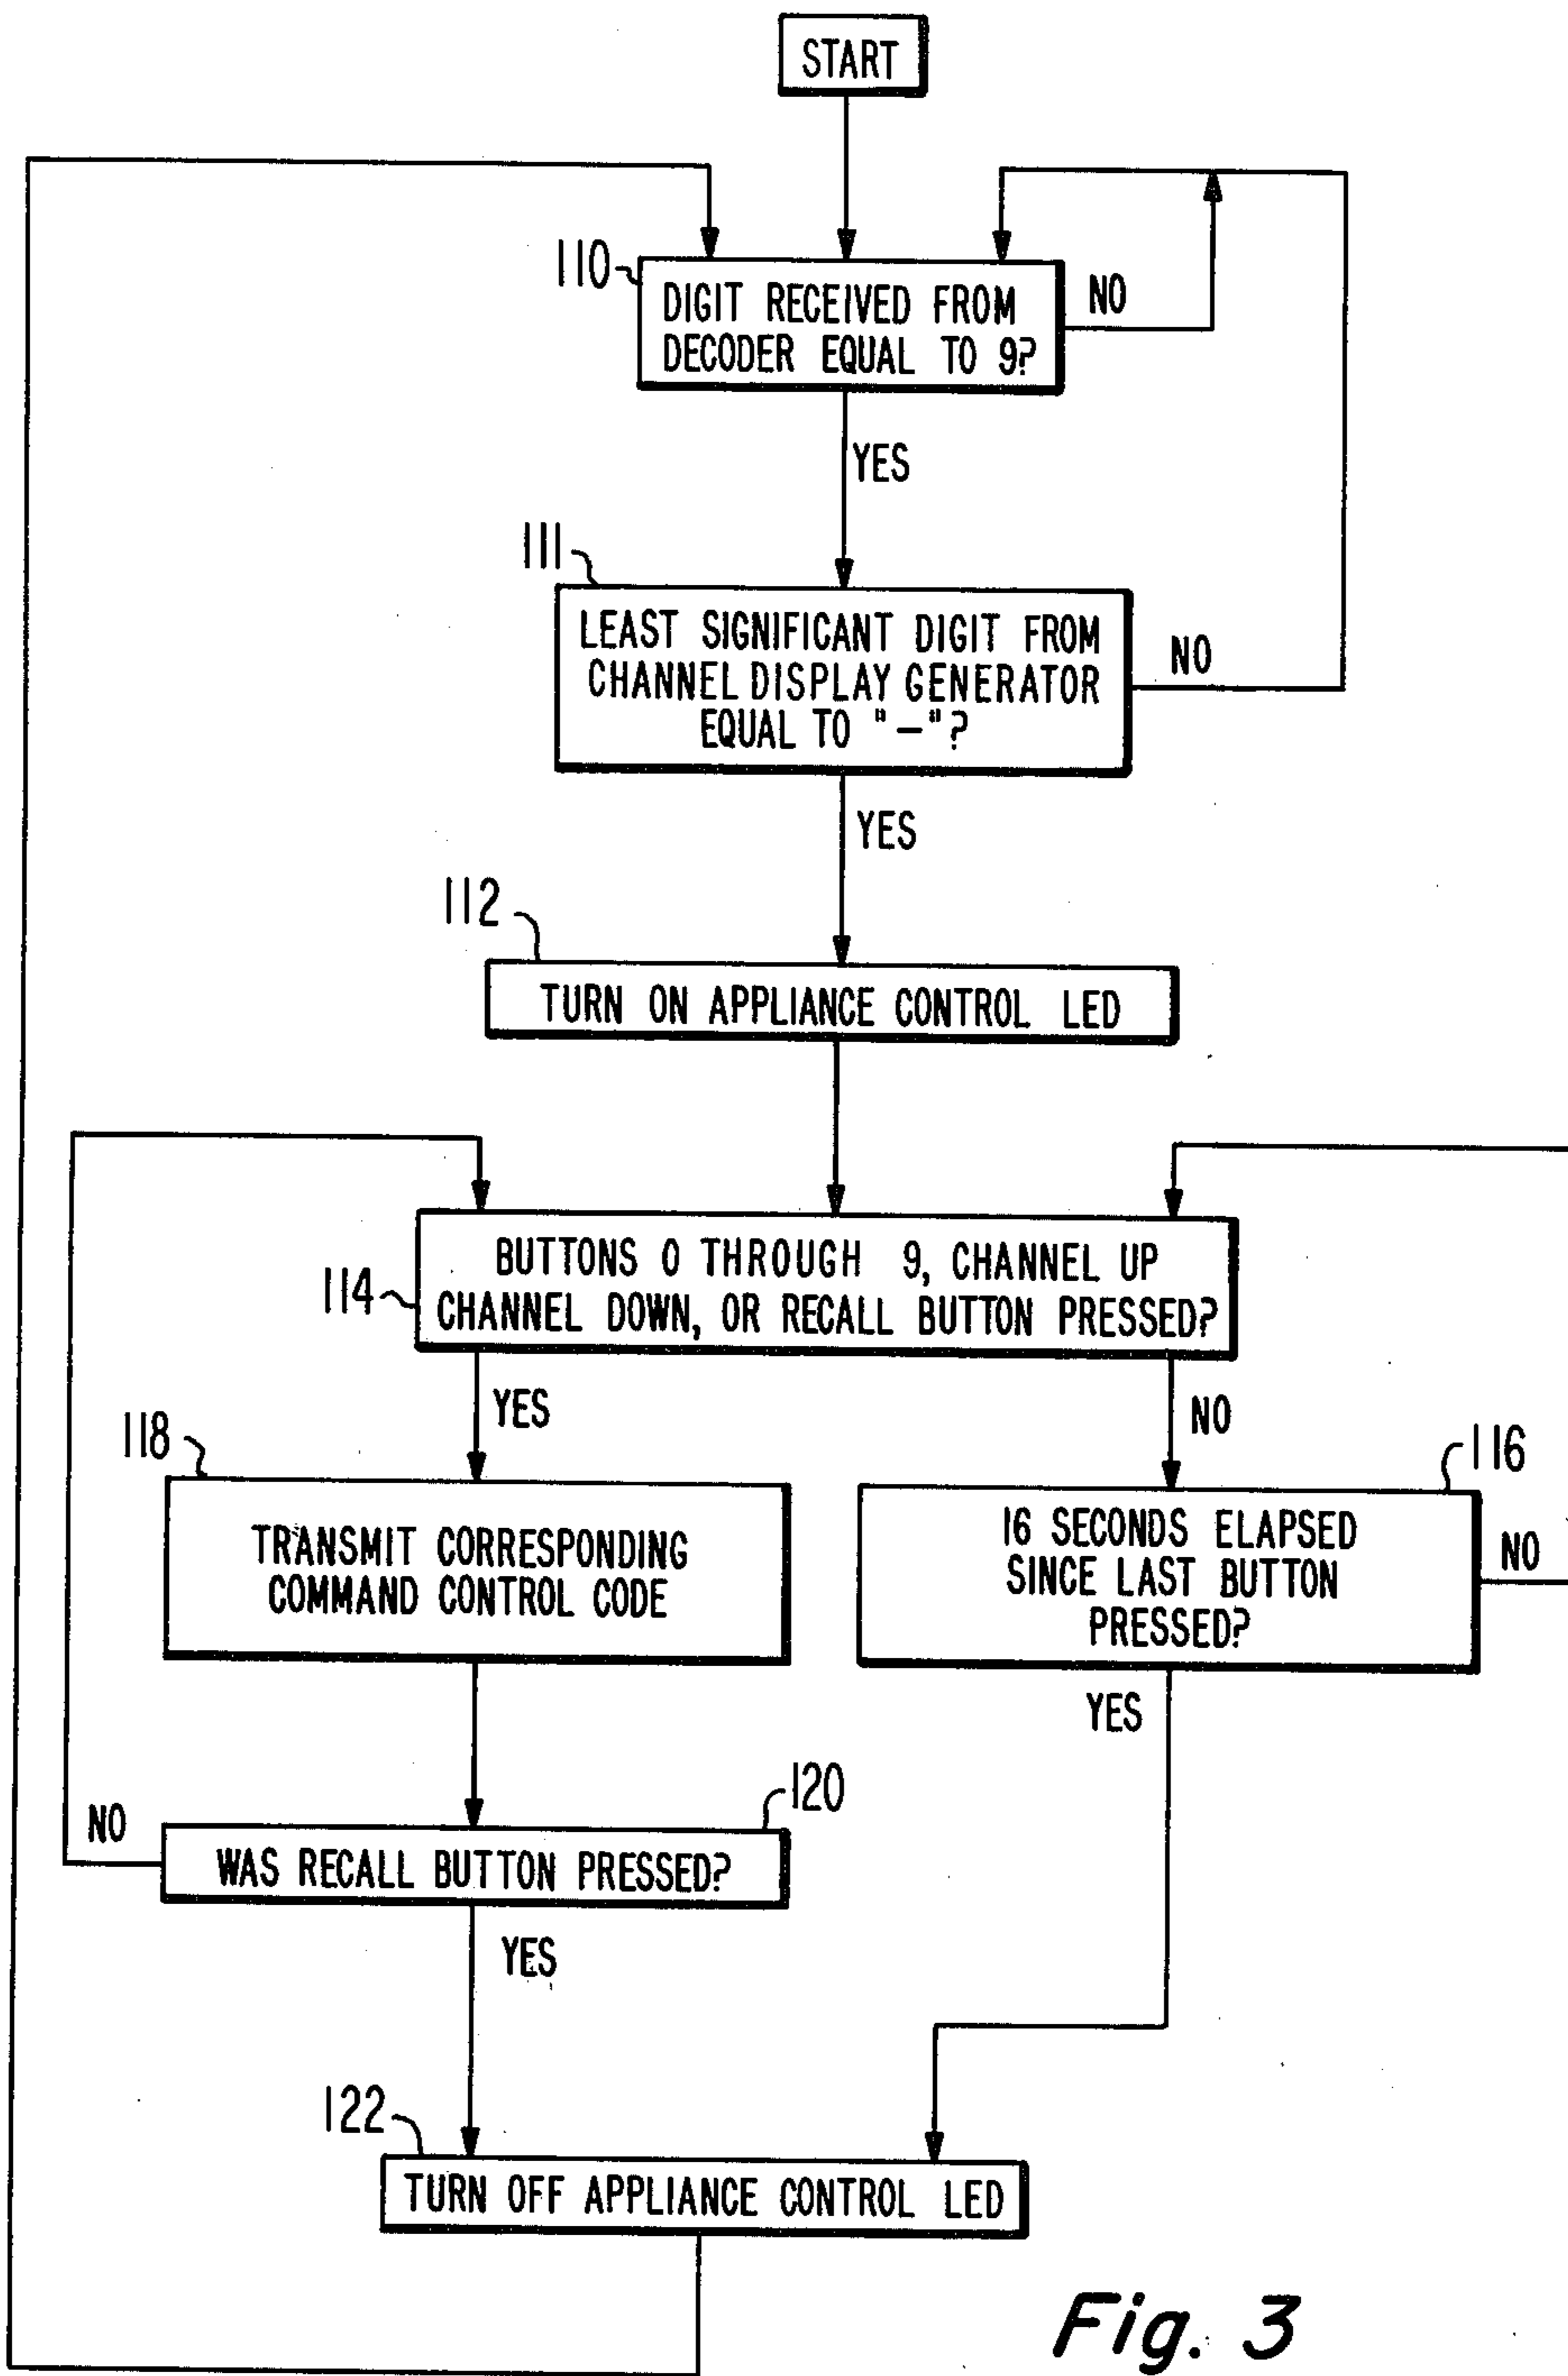 START
110
DIGIT RECEIVED FROM
DECODER EQUAL TO 9?
NO
YES
111
LEAST SIGNIFICANT DIGIT FROM
CHANNEL DISPLAY GENERATOR
EQUAL TO "–"?
NO
YES
112
TURN ON APPLIANCE CONTROL LED
114
BUTTONS 0 THROUGH 9, CHANNEL UP
CHANNEL DOWN, OR RECALL BUTTON PRESSED?
YES
NO
118
TRANSMIT CORRESPONDING
COMMAND CONTROL CODE
116
16 SECONDS ELAPSED
SINCE LAST BUTTON
PRESSED?
NO
YES
120
NO
WAS RECALL BUTTON PRESSED?
YES
122
TURN OFF APPLIANCE CONTROL LED
Fig. 3